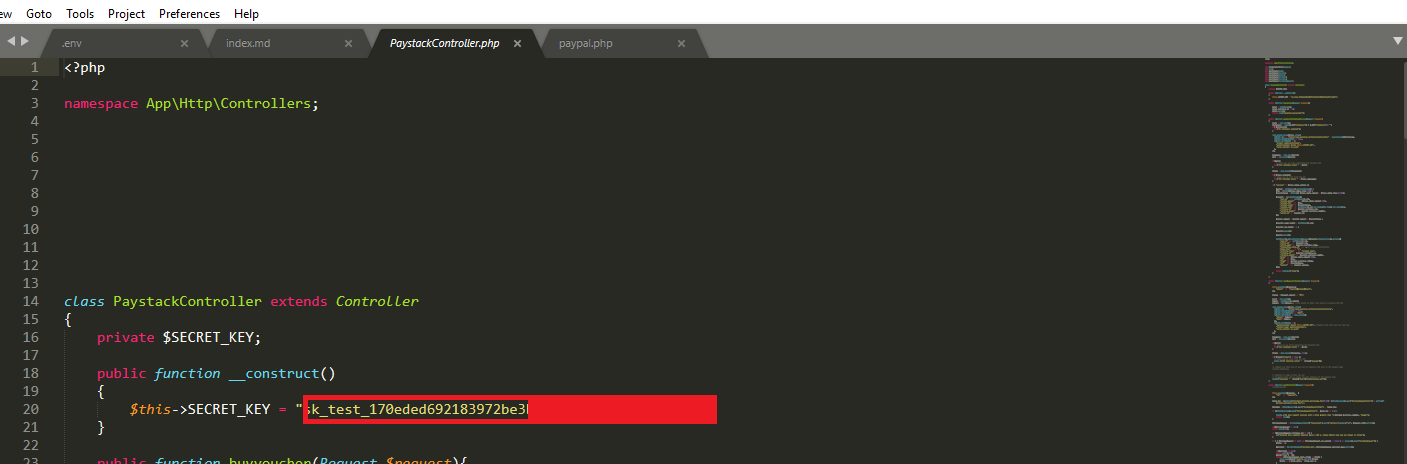 ew Goto Tools Project Preferences Help
.env index.md PaystackController.php paypal.php
1 <?php
2
3 namespace App\Http\Controllers;
4
5
6
7
8
9
10
11
12
13
14 class PaystackController extends Controller
15 {
16 private $SECRET_KEY;
17
18 public function __construct()
19 {
20 $this->SECRET_KEY = "sk_test_170eded692183972be3
21 }
22
23 public function buyvoucher(Request $request){